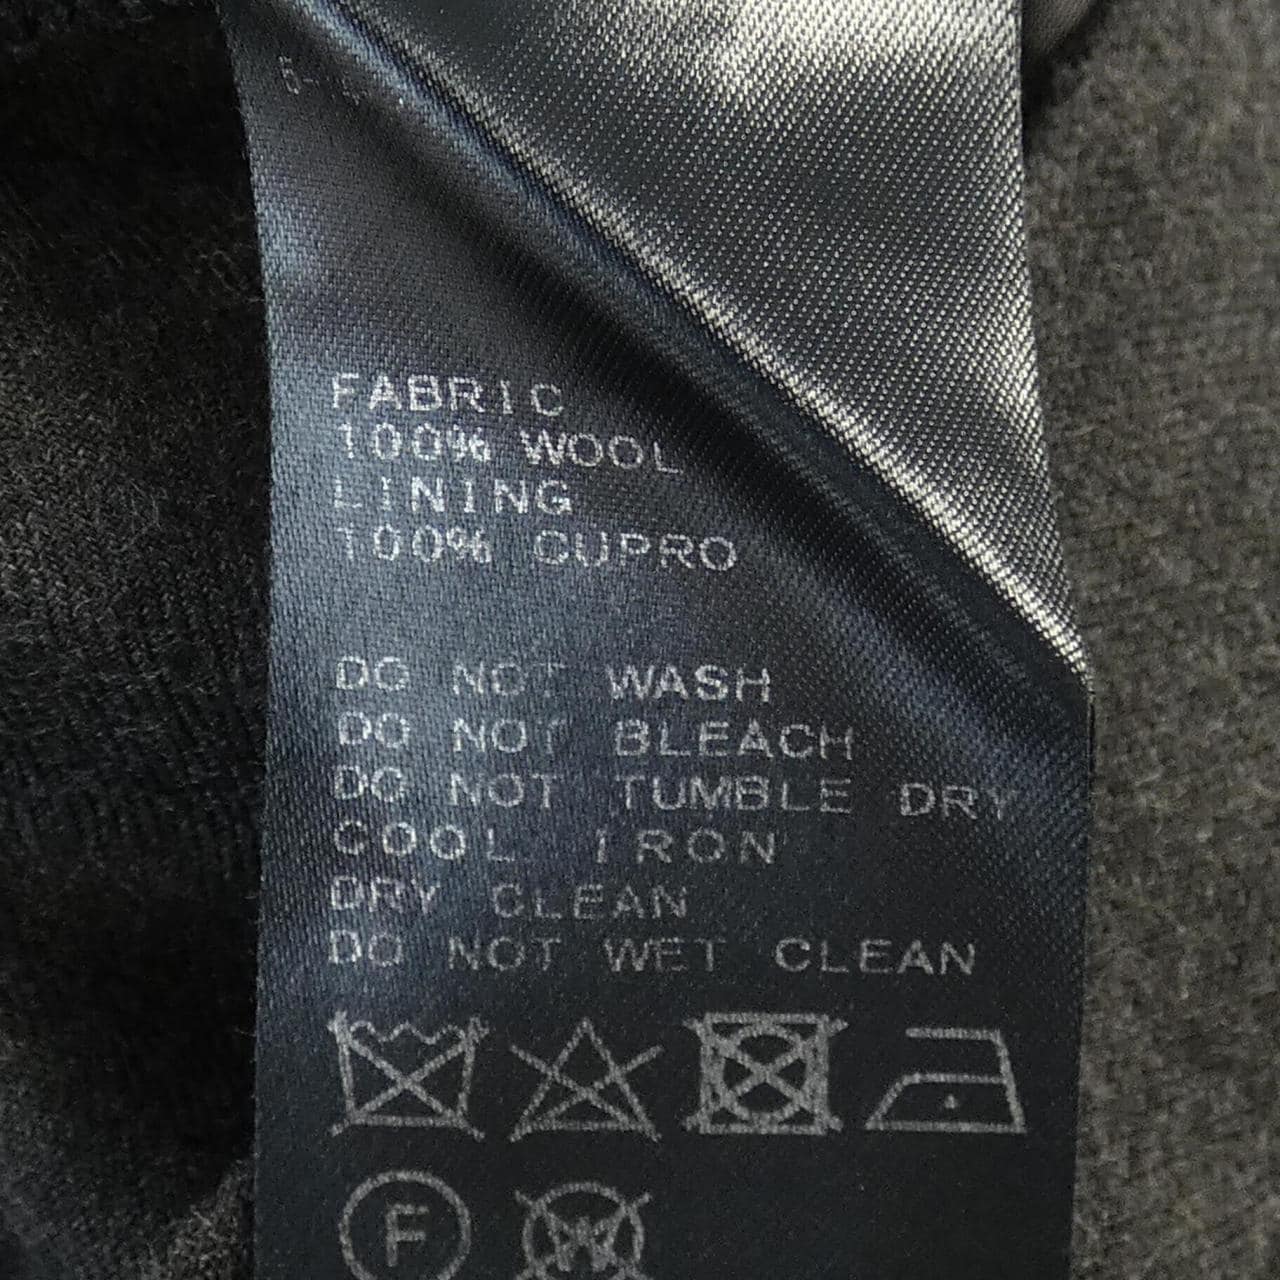 FABRIC
100% WOOL
LINING
100% CUPRO
DO NOT WASH
DO NOT BLEACH
DO NOT TUMBLE DRY
COOL IRON
DRY CLEAN
DO NOT WET CLEAN
F
W